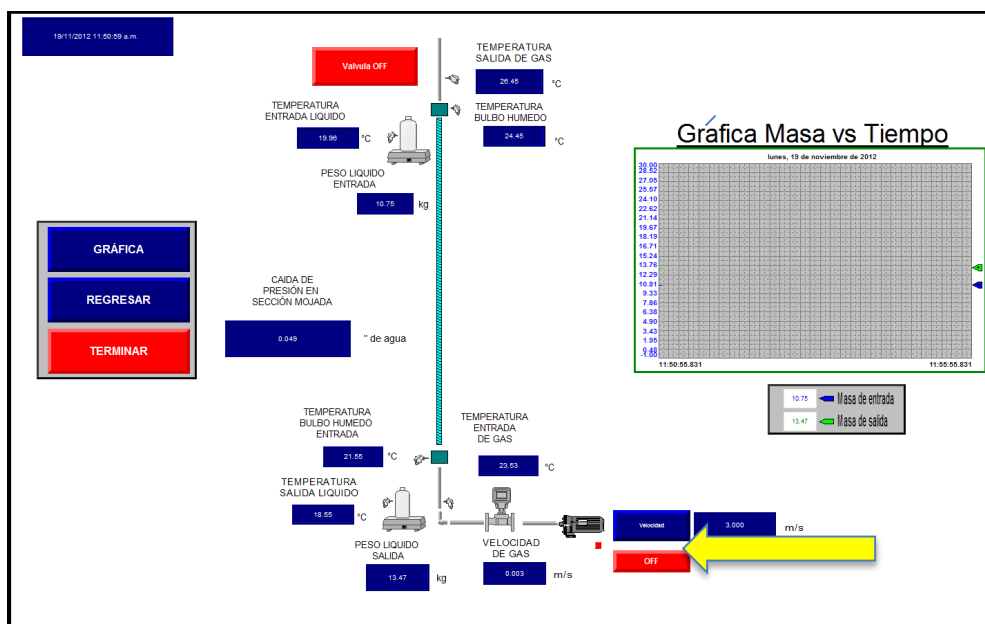 19/11/2012 11:50:59 a.m.
Valvula OFF
TEMPERATURA
SALIDA DE GAS
26.45 °C
TEMPERATURA
ENTRADA LIQUIDO
19.96 °C
TEMPERATURA
BULBO HUMEDO
24.45 °C
PESO LIQUIDO
ENTRADA
10.75 kg
Gráfica Masa vs Tiempo
lunes, 19 de noviembre de 2012
30.00
28.52
27.05
25.57
24.10
22.62
21.14
19.67
18.19
16.71
15.24
13.76
12.29
10.81
9.33
7.86
6.38
4.90
3.43
1.95
0.48
-1.00
11:50:55.831 11:55:55.831
10.75 Masa de entrada
13.47 Masa de salida
GRÁFICA
REGRESAR
TERMINAR
CAIDA DE
PRESIÓN EN
SECCIÓN MOJADA
0.049 " de agua
TEMPERATURA
BULBO HUMEDO
ENTRADA
21.55 °C
TEMPERATURA
ENTRADA
DE GAS
23.53 °C
TEMPERATURA
SALIDA LIQUIDO
18.55 °C
PESO LIQUIDO
SALIDA
13.47 kg
VELOCIDAD
DE GAS
0.003 m/s
Velocidad 3.000 m/s
OFF